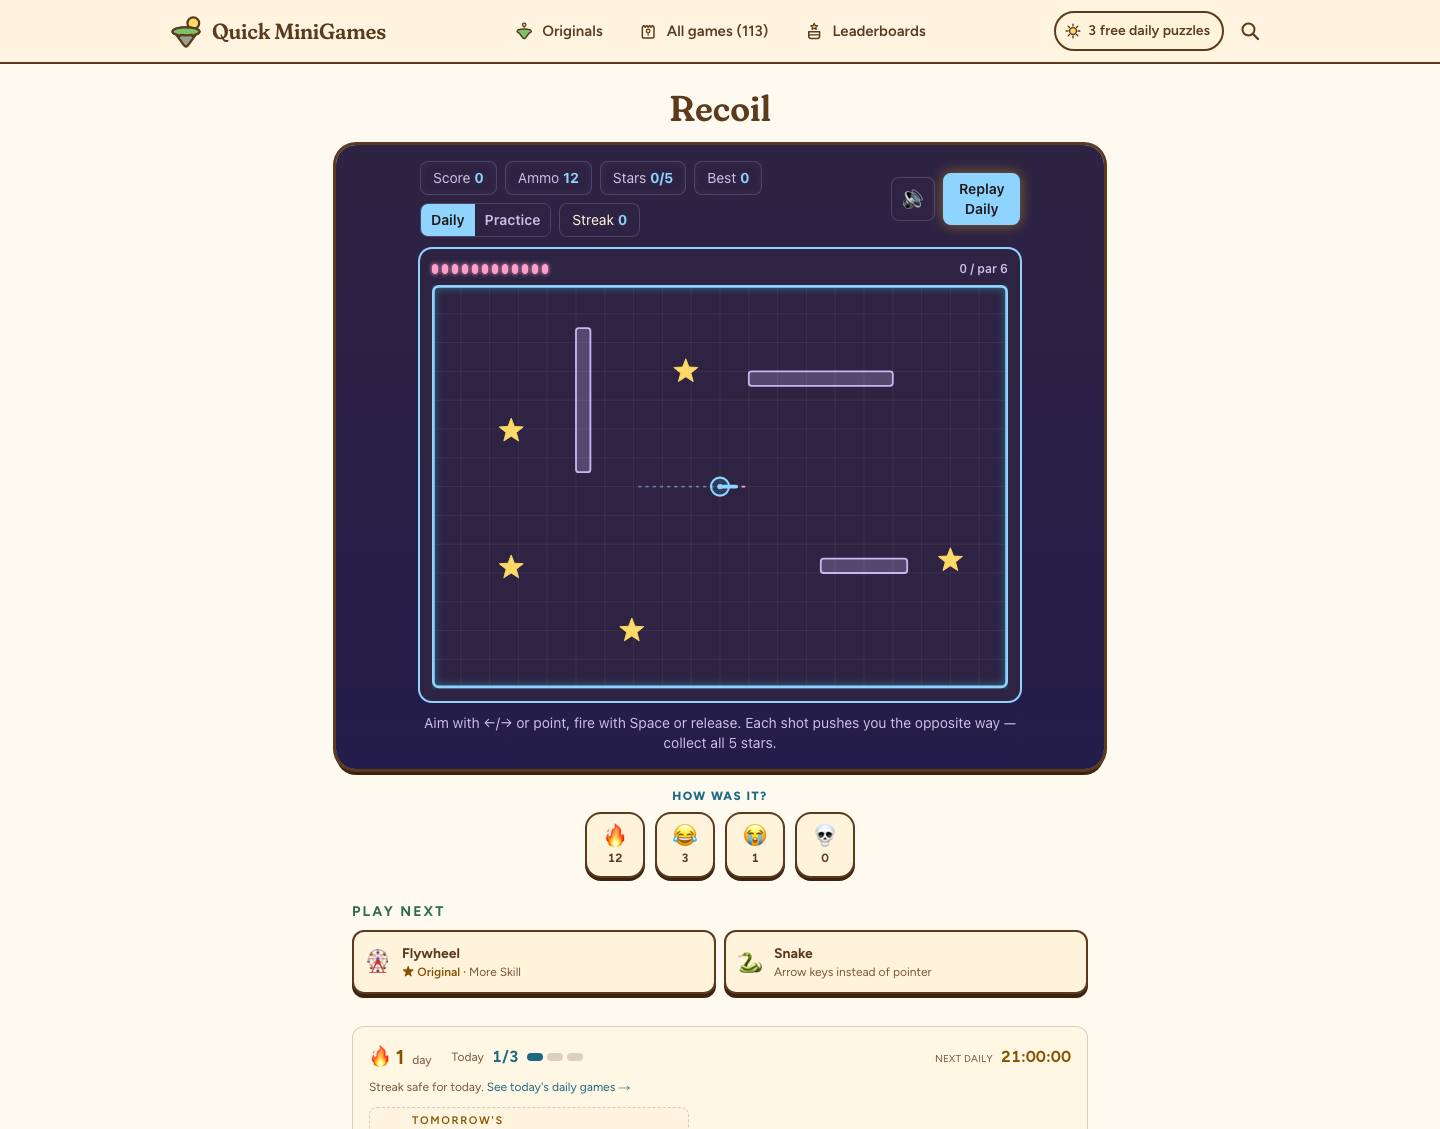 Quick MiniGames
Originals
All games (113)
Leaderboards
3 free daily puzzles
Recoil
Score 0
Ammo 12
Stars 0/5
Best 0
Daily
Practice
Streak 0
Replay
Daily
0 / par 6
Aim with ←/→ or point, fire with Space or release. Each shot pushes you the opposite way —
collect all 5 stars.
HOW WAS IT?
12
3
1
0
PLAY NEXT
Flywheel
Original · More Skill
Snake
Arrow keys instead of pointer
1 day
Today 1/3
NEXT DAILY 21:00:00
Streak safe for today. See today's daily games →
TOMORROW'S